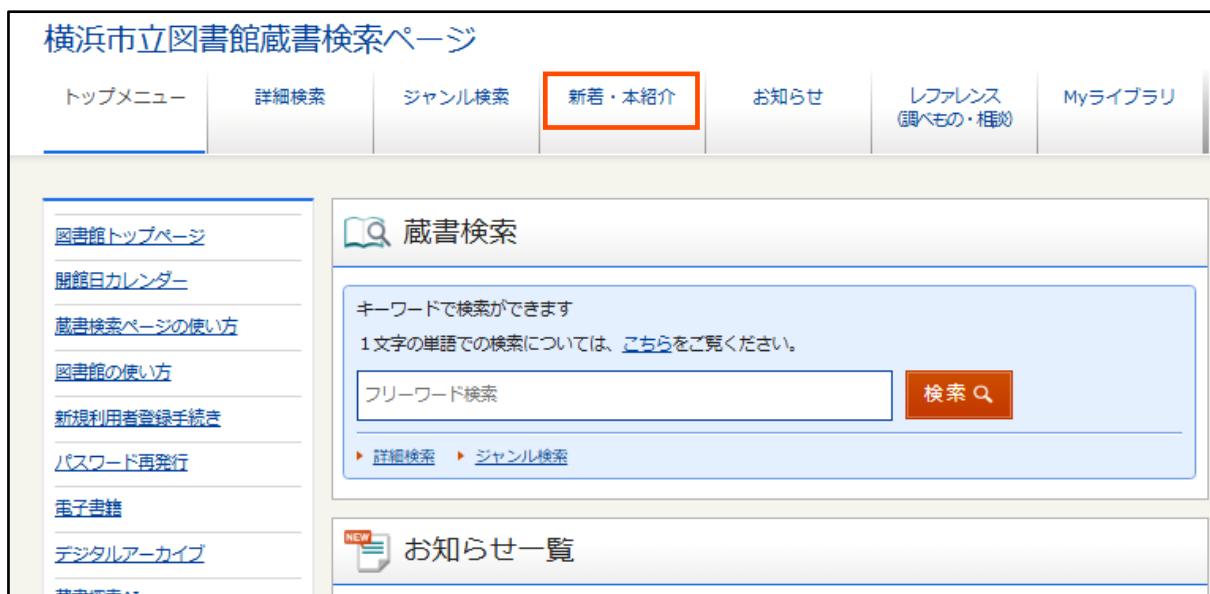 横浜市立図書館蔵書検索ページ
トップメニュー
詳細検索
ジャンル検索
新着・本紹介
お知らせ
レファレンス
(調べもの・相談)
Myライブラリ
図書館トップページ
開館日カレンダー
蔵書検索ページの使い方
図書館の使い方
新規利用者登録手続き
パスワード再発行
電子書籍
デジタルアーカイブ
蔵書検索
キーワードで検索ができます
1文字の単語での検索については、こちらをご覧ください。
フリーワード検索
検索
詳細検索 ジャンル検索
NEW
お知らせ一覧